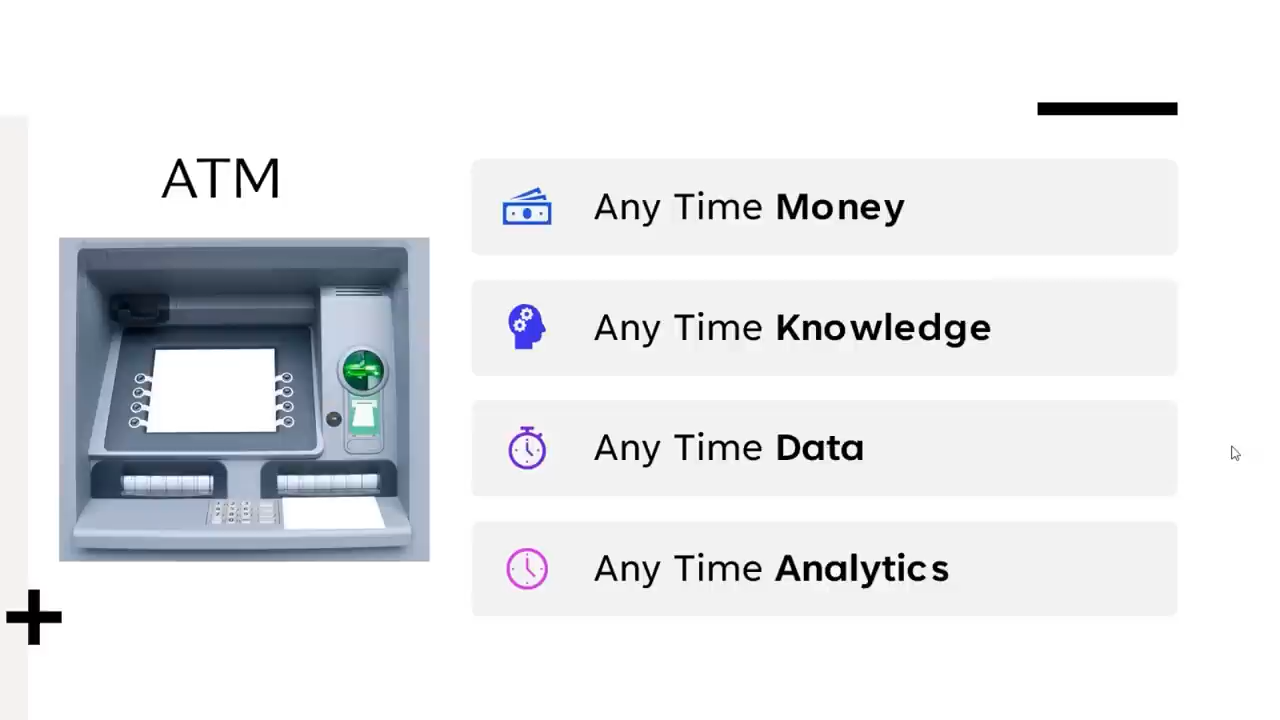 ATM
Any Time Money
Any Time Knowledge
Any Time Data
Any Time Analytics